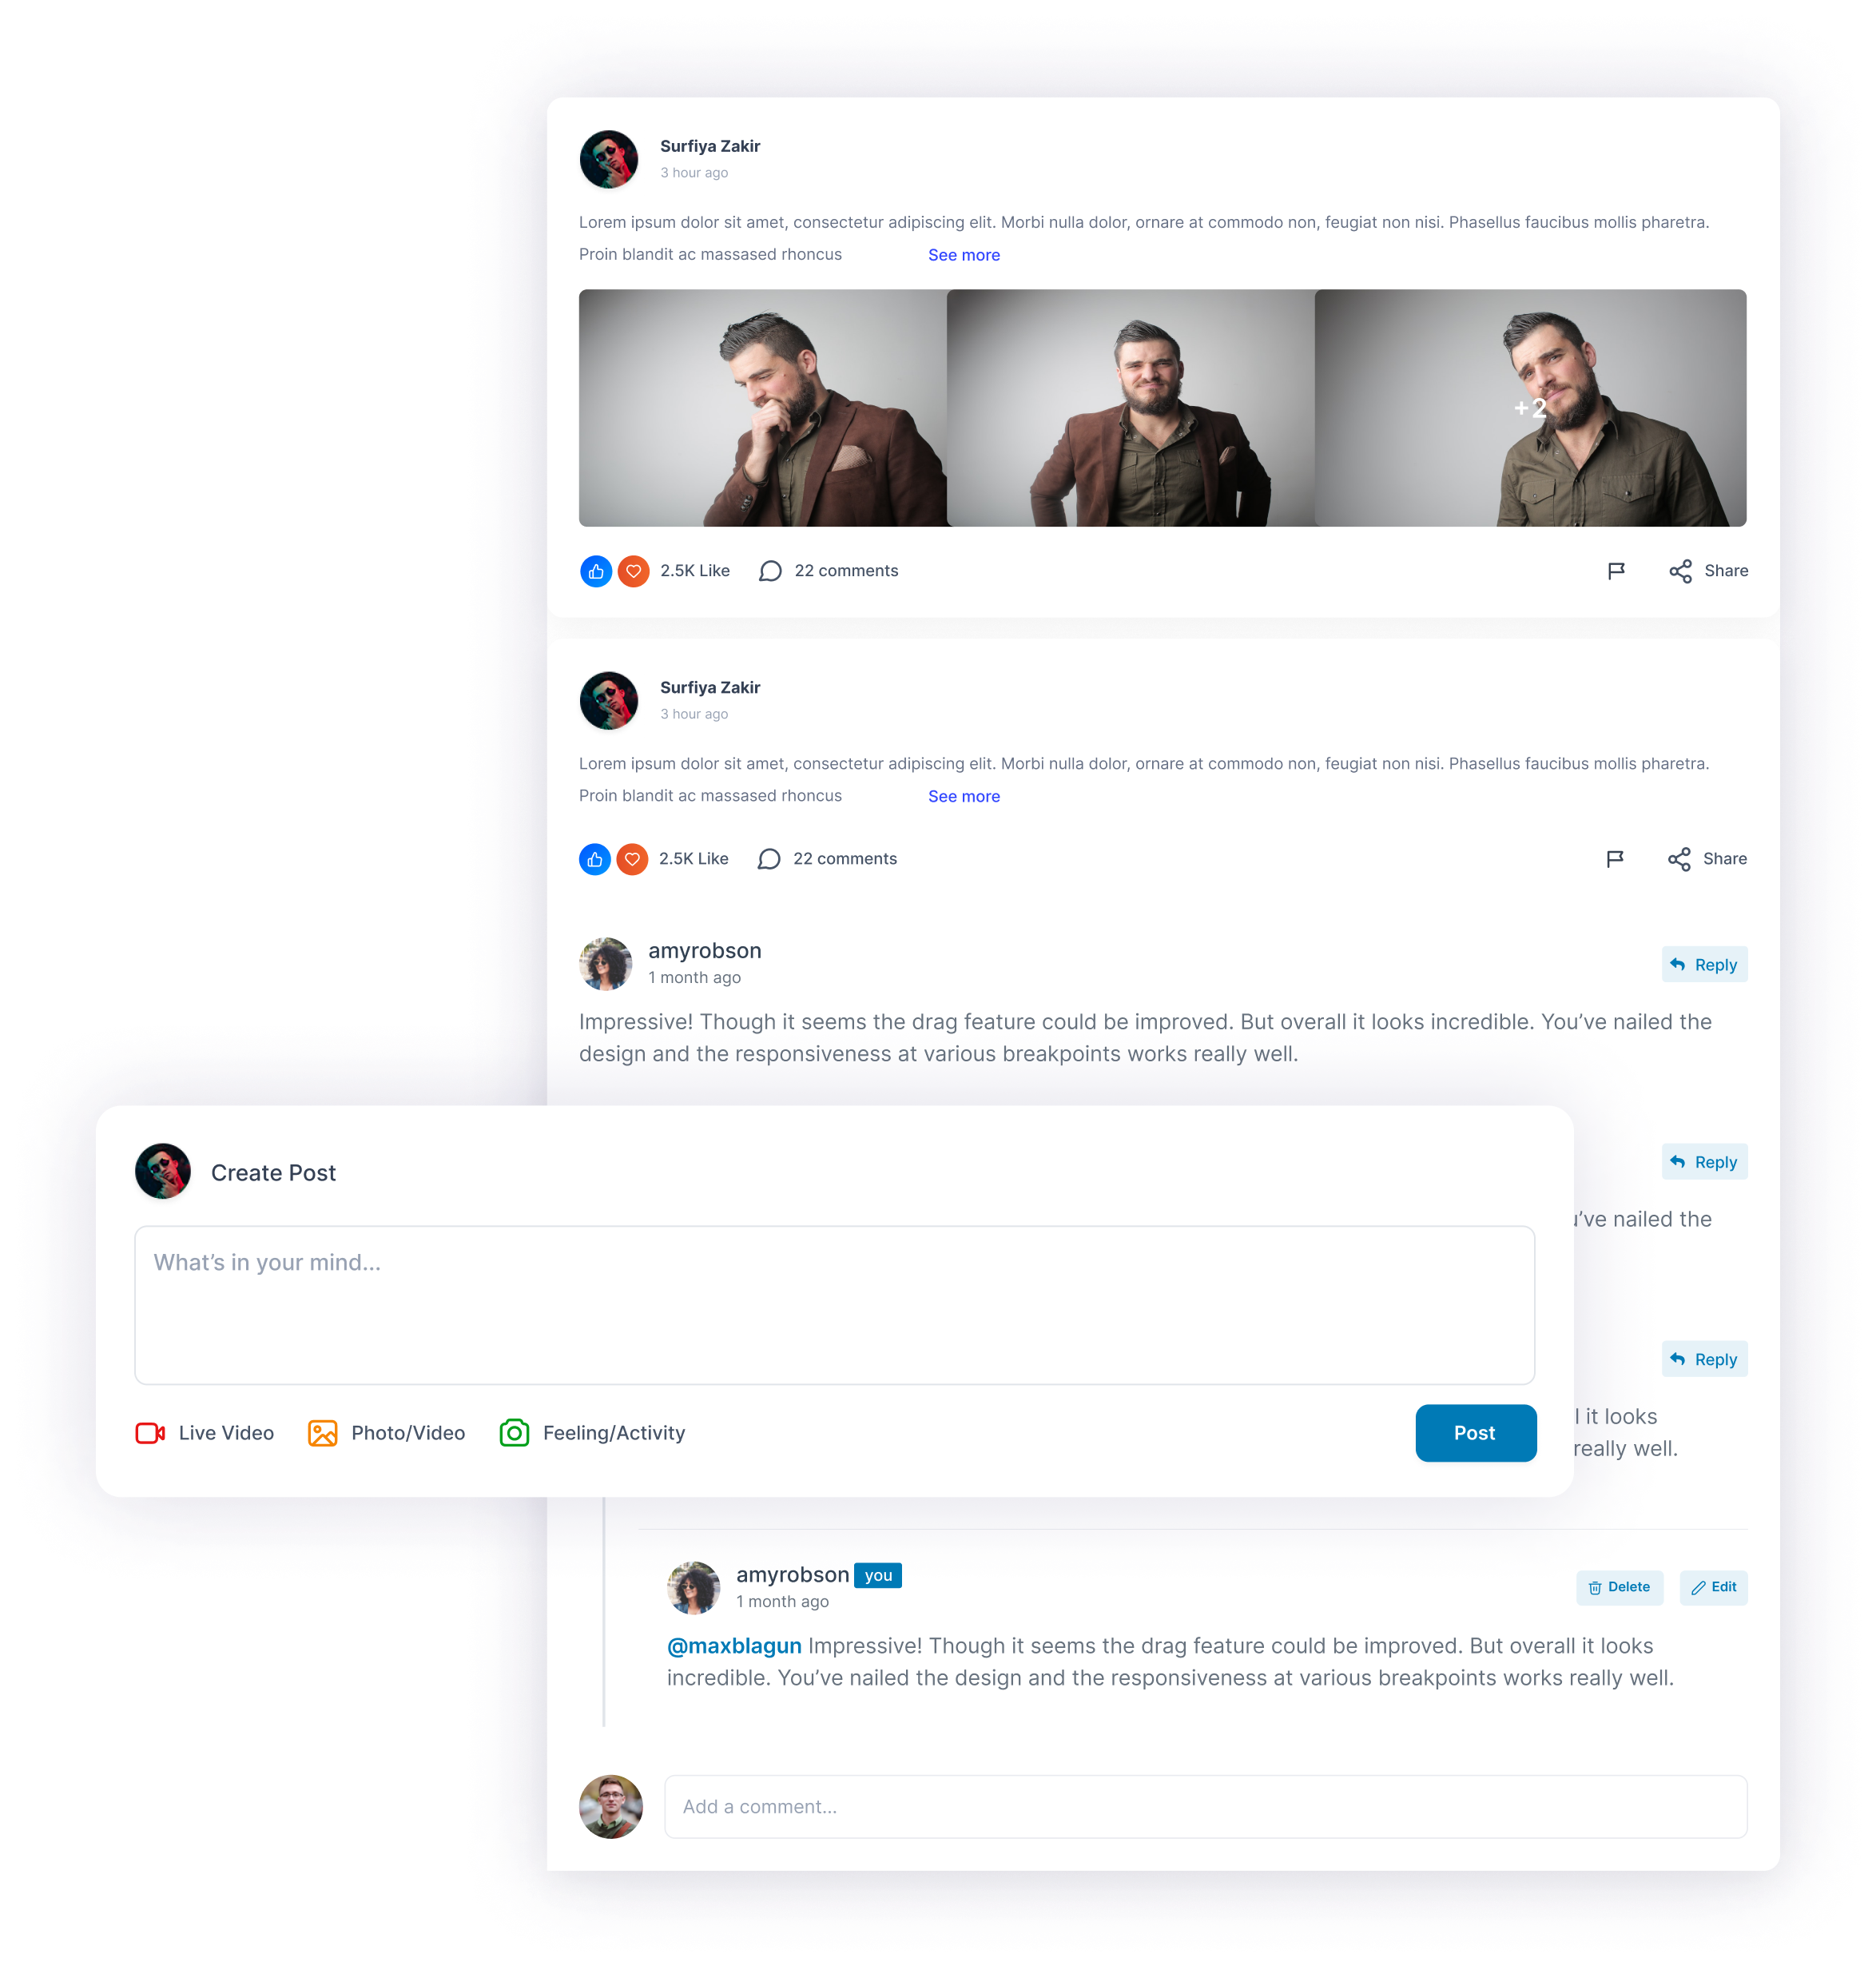 Surfiya Zakir
3 hour ago
Lorem ipsum dolor sit amet, consectetur adipiscing elit. Morbi nulla dolor, ornare at commodo non, feugiat non nisi. Phasellus faucibus mollis pharetra.
Proin blandit ac massased rhoncus See more
+2
2.5K Like 22 comments Share
Surfiya Zakir
3 hour ago
Lorem ipsum dolor sit amet, consectetur adipiscing elit. Morbi nulla dolor, ornare at commodo non, feugiat non nisi. Phasellus faucibus mollis pharetra.
Proin blandit ac massased rhoncus See more
2.5K Like 22 comments Share
amyrobson
1 month ago
Reply
Impressive! Though it seems the drag feature could be improved. But overall it looks incredible. You’ve nailed the
design and the responsiveness at various breakpoints works really well.
Create Post
What’s in your mind...
Live Video Photo/Video Feeling/Activity Post
Reply
’ve nailed the
Reply
it looks
really well.
amyrobson you
1 month ago
Delete Edit
@maxblagun Impressive! Though it seems the drag feature could be improved. But overall it looks
incredible. You’ve nailed the design and the responsiveness at various breakpoints works really well.
Add a comment...